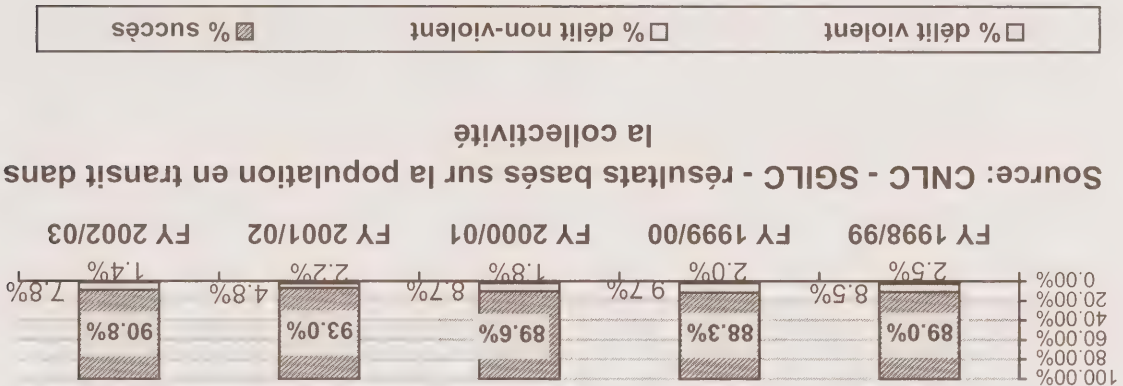 100.00%
80.00%
60.00%
40.00%
20.00%
0.00%
89.0% 88.3% 89.6% 93.0% 90.8%
8.5% 9.7% 8.7% 4.8% 7.8%
2.5% 2.0% 1.8% 2.2% 1.4%
FY 1998/99 FY 1999/00 FY 2000/01 FY 2001/02 FY 2002/03
Source: CNLC - SGILC - résultats basés sur la population en transit dans
la collectivité
% délit violent % délit non-violent % succès